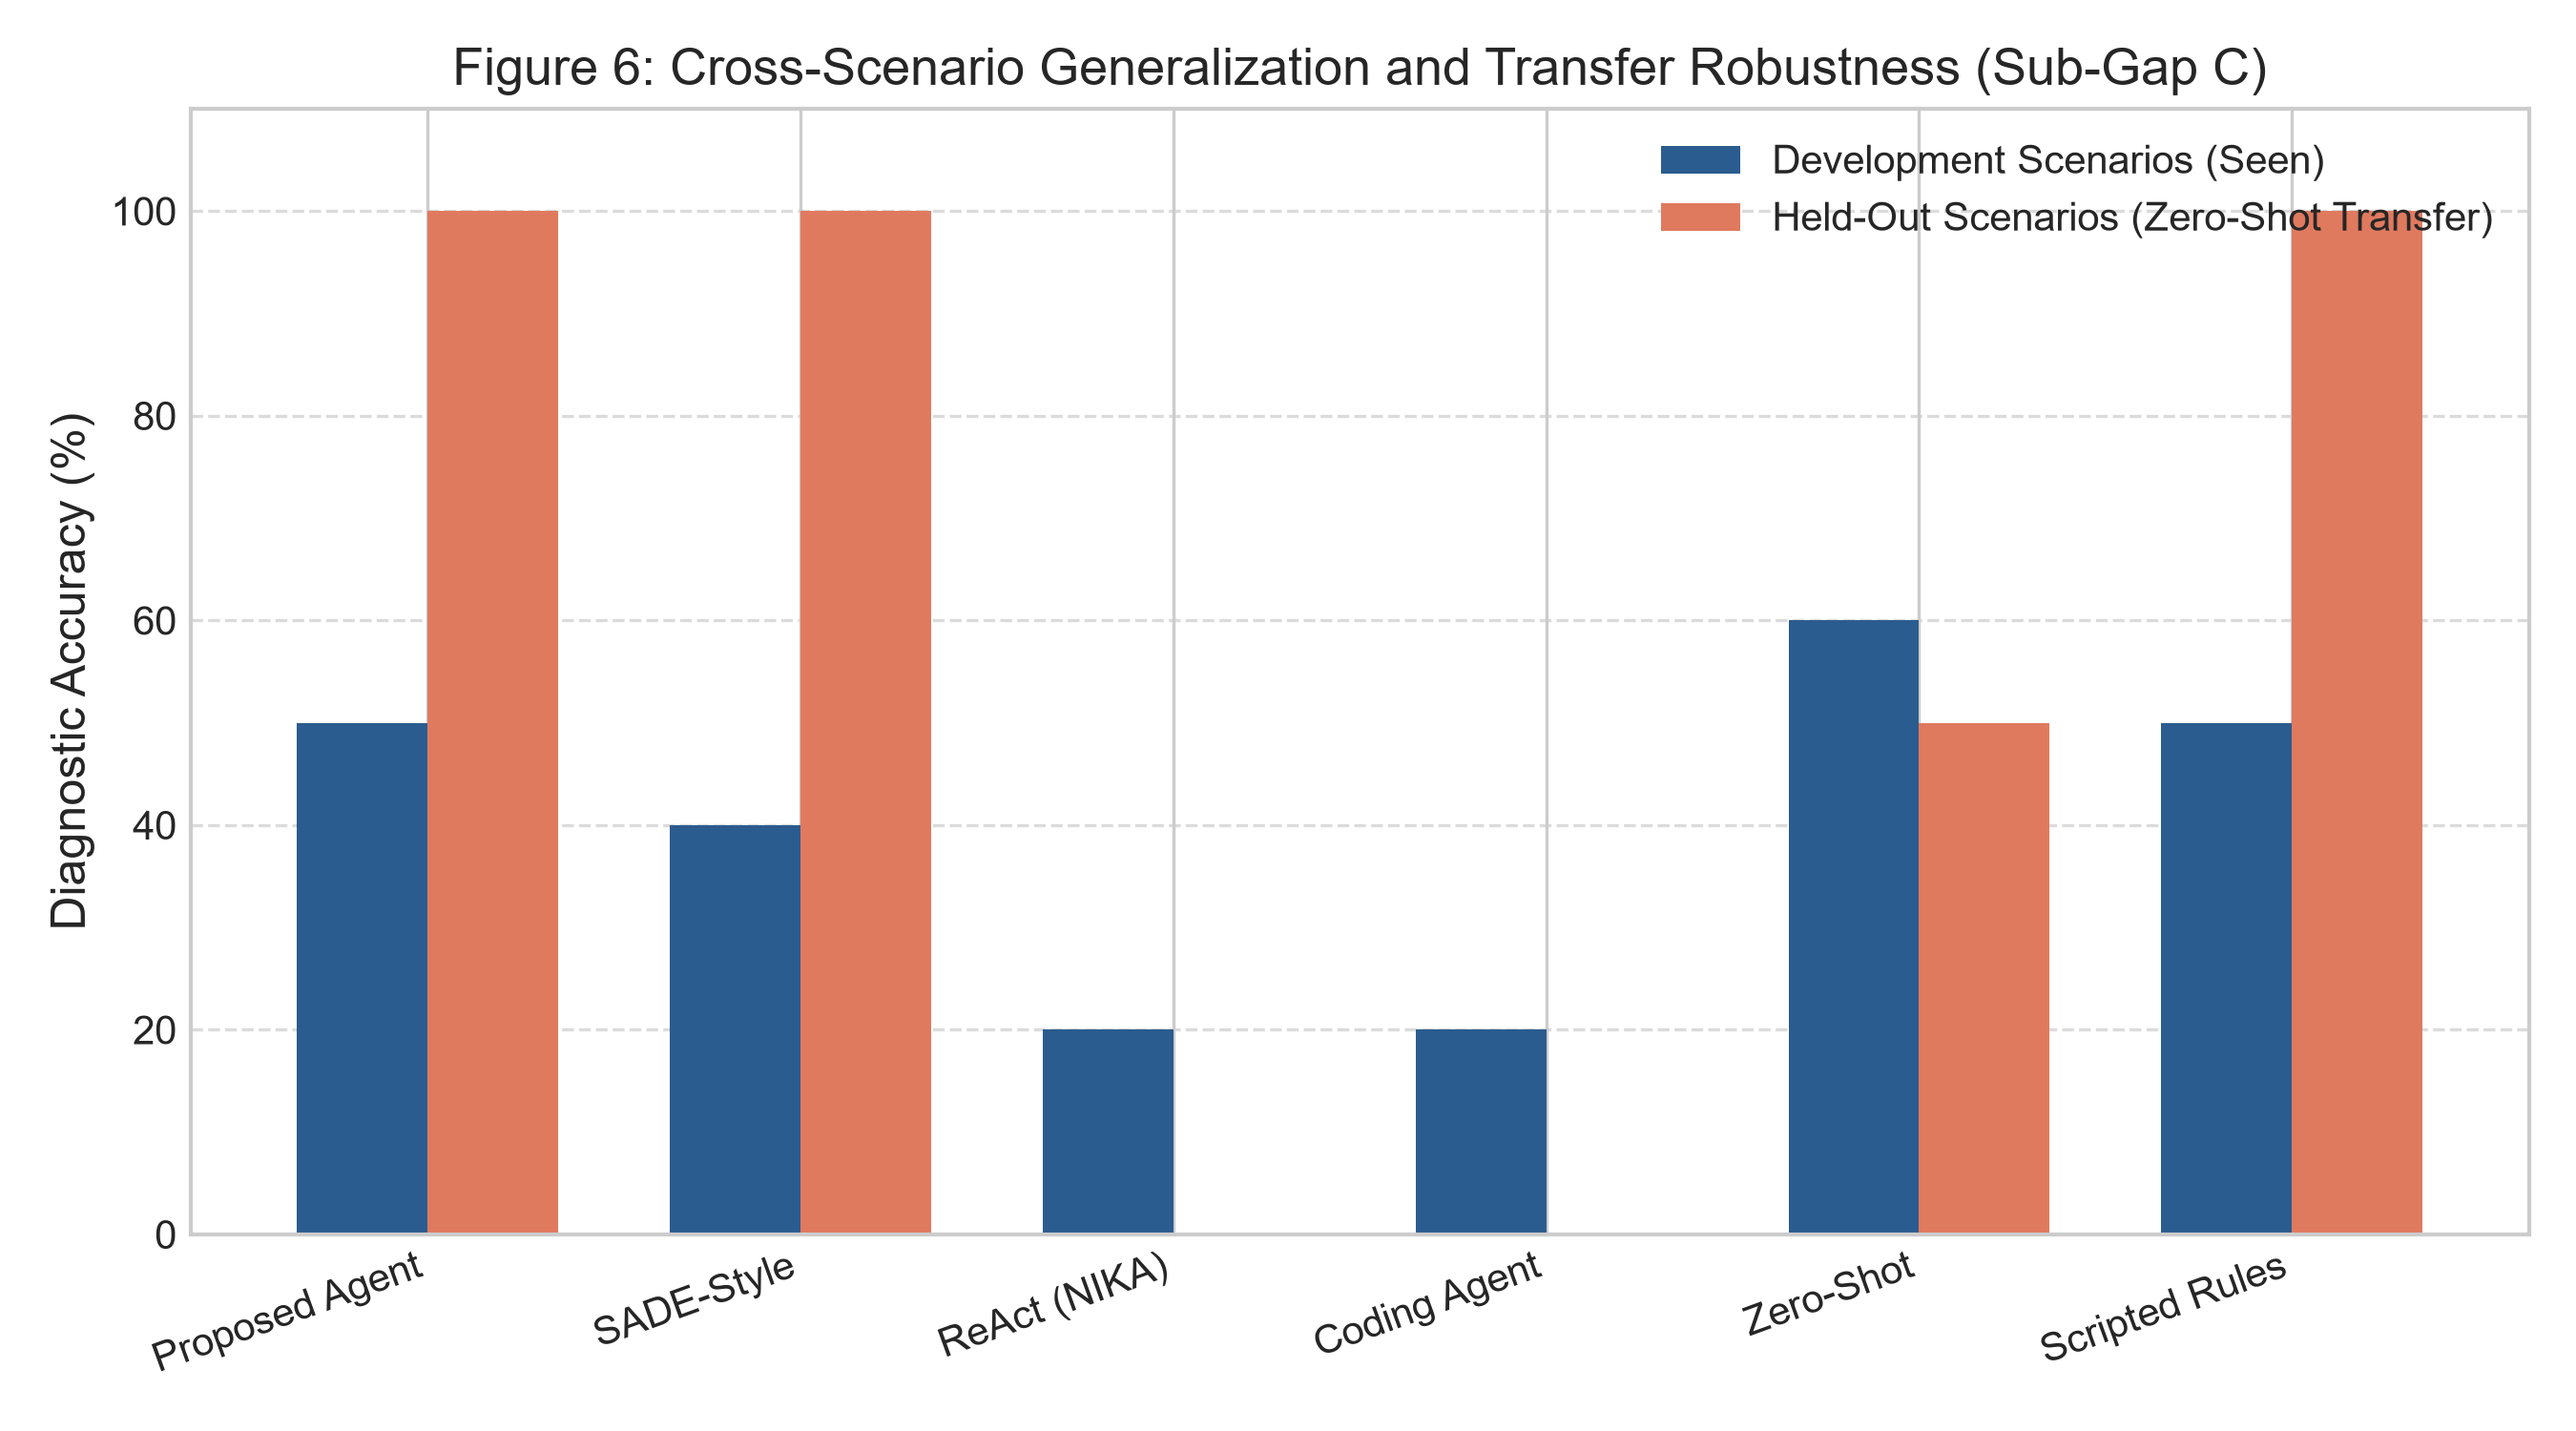 Figure 6: Cross-Scenario Generalization and Transfer Robustness (Sub-Gap C)
Development Scenarios (Seen)
Held-Out Scenarios (Zero-Shot Transfer)
Diagnostic Accuracy (%)
100
80
60
40
20
0
Proposed Agent
SADE-Style
ReAct (NIKA)
Coding Agent
Zero-Shot
Scripted Rules